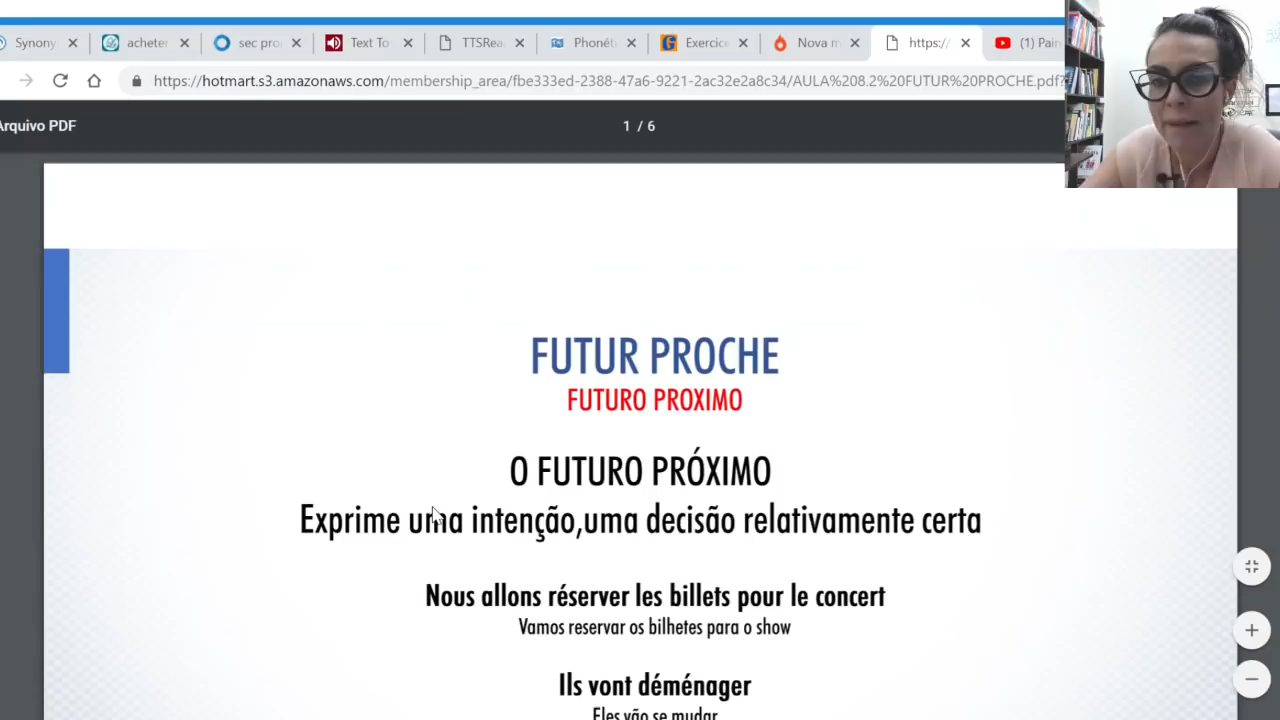 Synony
acheter
sec pro
Text To
TTSRea
Phonét
Exercice
Nova m
https:/
(1) Pain
https://hotmart.s3.amazonaws.com/membership_area/fbe333ed-2388-47a6-9221-2ac32e2a8c34/AULA%208.2%20FUTUR%20PROCHE.pdf?
Arquivo PDF
1 / 6
FUTUR PROCHE
FUTURO PROXIMO
O FUTURO PRÓXIMO
Exprime uma intenção,uma decisão relativamente certa
Nous allons réserver les billets pour le concert
Vamos reservar os bilhetes para o show
Ils vont déménager
Eles vão se mudar